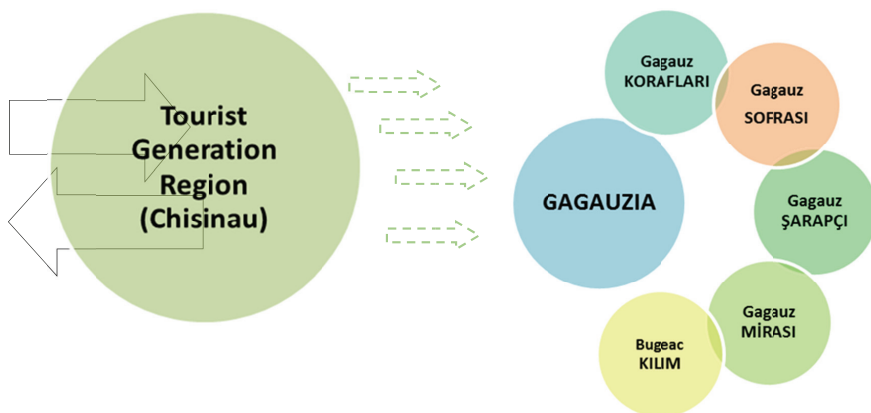 Tourist
Generation
Region
(Chisinau)
GAGAUZIA
Gagauz
KORAFLARI
Gagauz
SOFRASI
Gagauz
ŞARAPÇI
Gagauz
MİRASI
Bugeac
KILIM